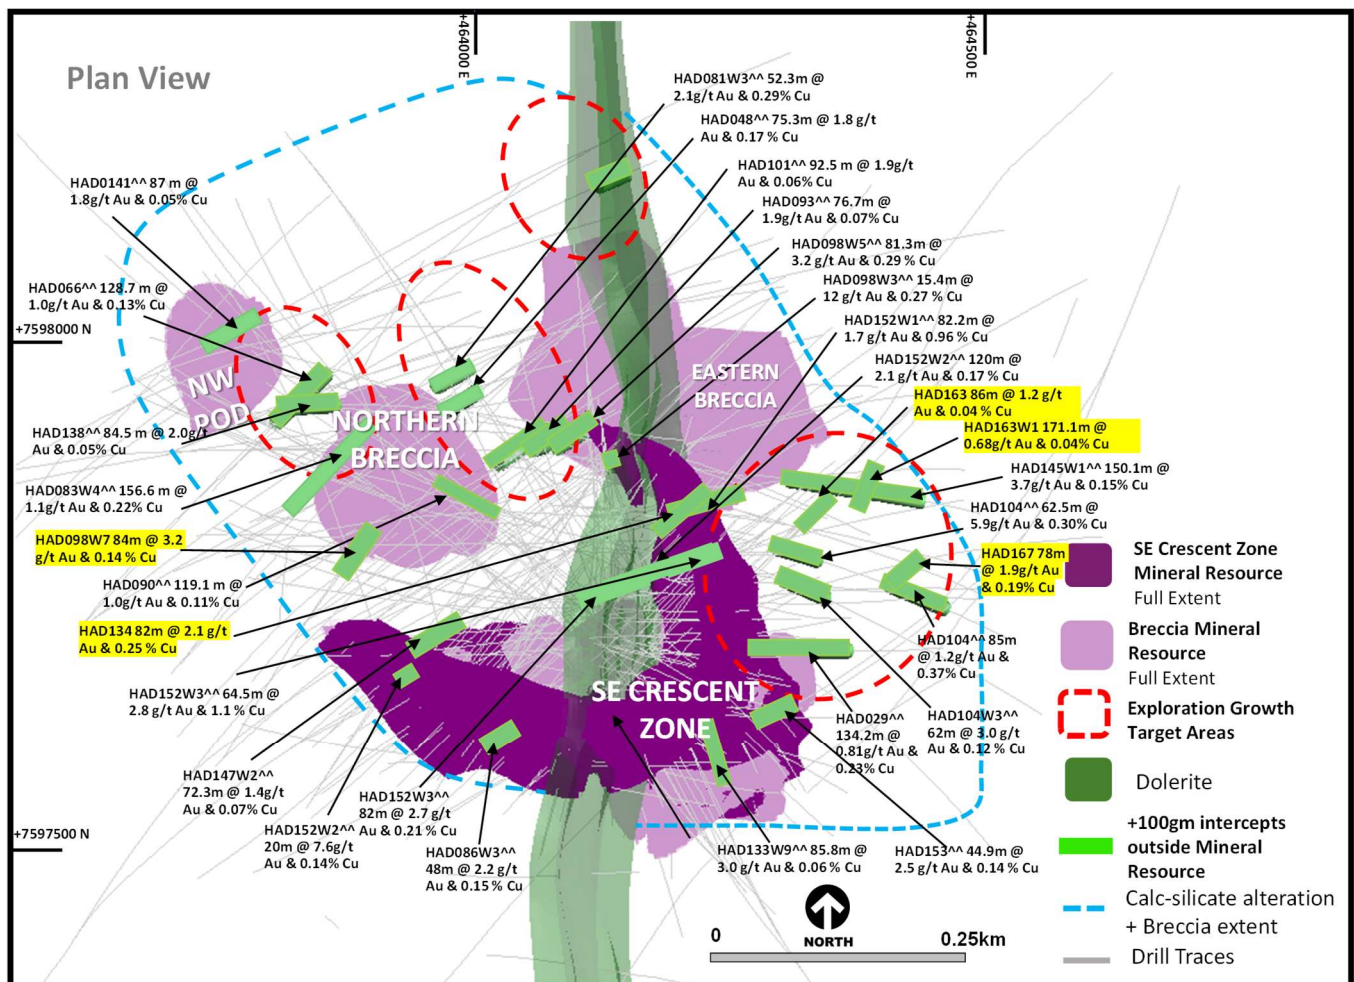 +464000 E
+464500 E
Plan View
HAD081W3^^ 52.3m @
2.1g/t Au & 0.29% Cu
HAD048^^ 75.3m @ 1.8 g/t
Au & 0.17 % Cu
HAD101^^ 92.5 m @ 1.9g/t
Au & 0.06% Cu
HAD093^^ 76.7m @
1.9g/t Au & 0.07% Cu
HAD098W5^^ 81.3m @
3.2 g/t Au & 0.29 % Cu
HAD098W3^^ 15.4m @
12 g/t Au & 0.27 % Cu
HAD152W1^^ 82.2m @
1.7 g/t Au & 0.96 % Cu
HAD152W2^^ 120m @
2.1 g/t Au & 0.17 % Cu
HAD163 86m @ 1.2 g/t
Au & 0.04 % Cu
HAD163W1 171.1m @
0.68g/t Au & 0.04% Cu
HAD145W1^^ 150.1m @
3.7g/t Au & 0.15% Cu
HAD104^^ 62.5m @
5.9g/t Au & 0.30% Cu
HAD167 78m
@ 1.9g/t Au
& 0.19% Cu
HAD0141^^ 87 m @
1.8g/t Au & 0.05% Cu
HAD066^^ 128.7 m @
1.0g/t Au & 0.13% Cu
+7598000 N
NW
POD
NORTHERN
BRECCIA
EASTERN
BRECCIA
HAD138^^ 84.5 m @ 2.0g/t
Au & 0.05% Cu
HAD083W4^^ 156.6 m @
1.1g/t Au & 0.22% Cu
HAD098W7 84m @ 3.2
g/t Au & 0.14 % Cu
HAD090^^ 119.1 m @
1.0g/t Au & 0.11% Cu
HAD134 82m @ 2.1 g/t
Au & 0.25 % Cu
HAD152W3^^ 64.5m @
2.8 g/t Au & 1.1 % Cu
SE CRESCENT
ZONE
HAD104^^ 85m
@ 1.2g/t Au &
0.37% Cu
HAD029^^
134.2m @
0.81g/t Au &
0.23% Cu
HAD104W3^^
62m @ 3.0 g/t
Au & 0.12 % Cu
HAD147W2^^
72.3m @ 1.4g/t
Au & 0.07% Cu
HAD152W2^^
20m @ 7.6g/t
Au & 0.14% Cu
HAD152W3^^
82m @ 2.7 g/t
Au & 0.21 % Cu
HAD086W3^^
48m @ 2.2 g/t
Au & 0.15 % Cu
HAD133W9^^ 85.8m @
3.0 g/t Au & 0.06 % Cu
HAD153^^ 44.9m @
2.5 g/t Au & 0.14 % Cu
+7597500 N
NORTH
0
0.25km
SE Crescent Zone
Mineral Resource
Full Extent
Breccia Mineral
Resource
Full Extent
Exploration Growth
Target Areas
Dolerite
+100gm intercepts
outside Mineral
Resource
Calc-silicate alteration
+ Breccia extent
Drill Traces